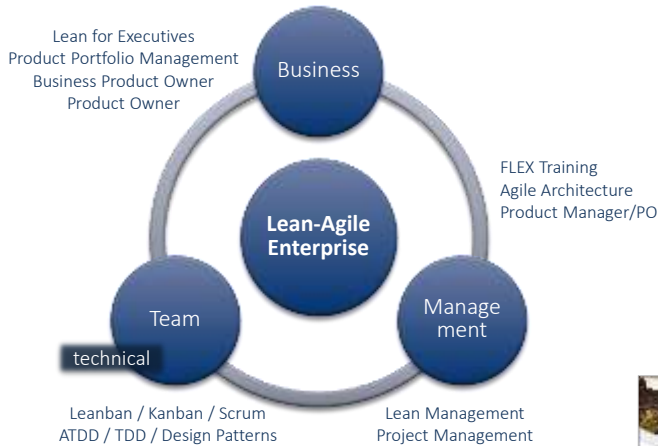 Lean for Executives
Product Portfolio Management
Business Product Owner
Product Owner
Business
FLEX Training
Agile Architecture
Product Manager/PO
Lean-Agile
Enterprise
Team
technical
Manage
ment
Leanban / Kanban / Scrum
ATDD / TDD / Design Patterns
Lean Management
Project Management